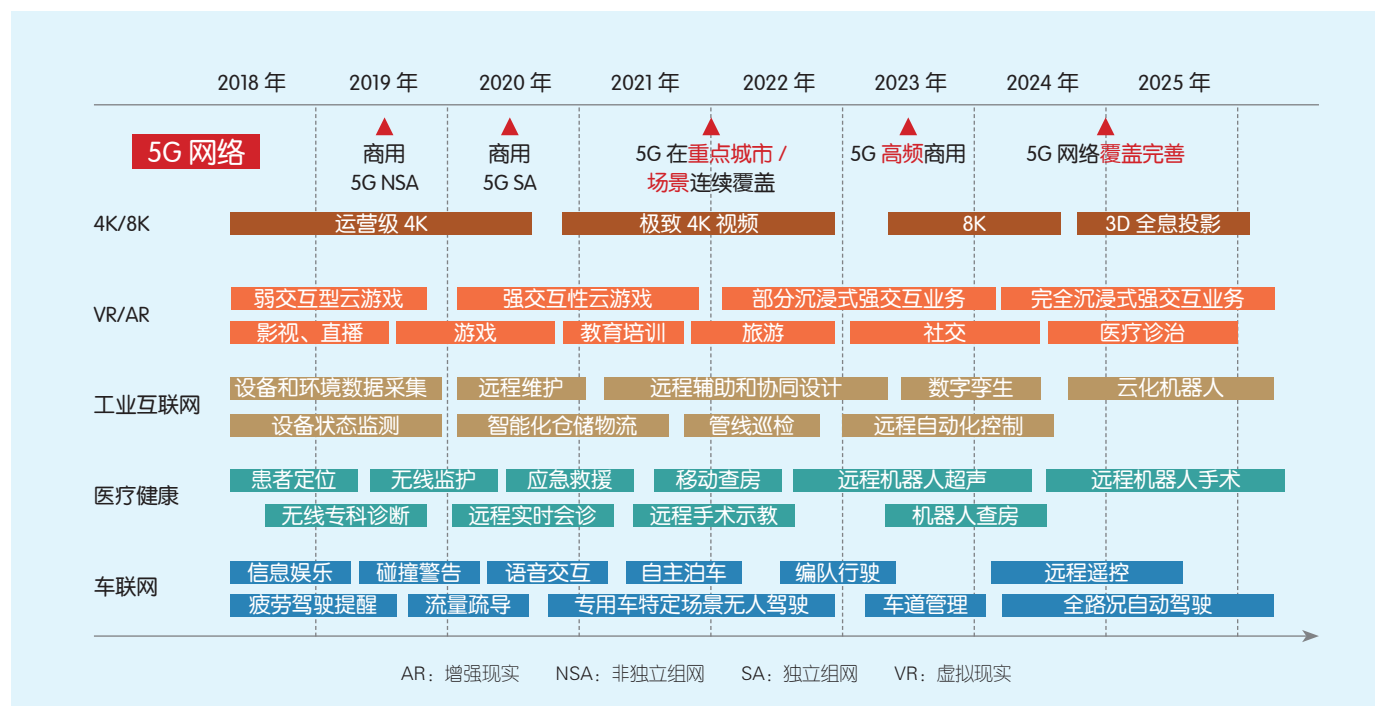 2018 年 2019 年 2020 年 2021 年 2022 年 2023 年 2024 年 2025 年
5G 网络
商用
5G NSA
商用
5G SA
5G 在重点城市 /
场景连续覆盖
5G 高频商用
5G 网络覆盖完善
4K/8K
运营级 4K 极致 4K 视频 8K 3D 全息投影
VR/AR
弱交互型云游戏 强交互性云游戏 部分沉浸式强交互业务 完全沉浸式强交互业务
影视、直播 游戏 教育培训 旅游 社交 医疗诊治
工业互联网
设备和环境数据采集 远程维护 远程辅助和协同设计 数字孪生 云化机器人
设备状态监测 智能化仓储物流 管线巡检 远程自动化控制
医疗健康
患者定位 无线监护 应急救援 移动查房 远程机器人超声 远程机器人手术
无线专科诊断 远程实时会诊 远程手术示教 机器人查房
车联网
信息娱乐 碰撞警告 语音交互 自主泊车 编队行驶 远程遥控
疲劳驾驶提醒 流量疏导 专用车特定场景无人驾驶 车道管理 全路况自动驾驶
AR：增强现实 NSA：非独立组网 SA：独立组网 VR：虚拟现实